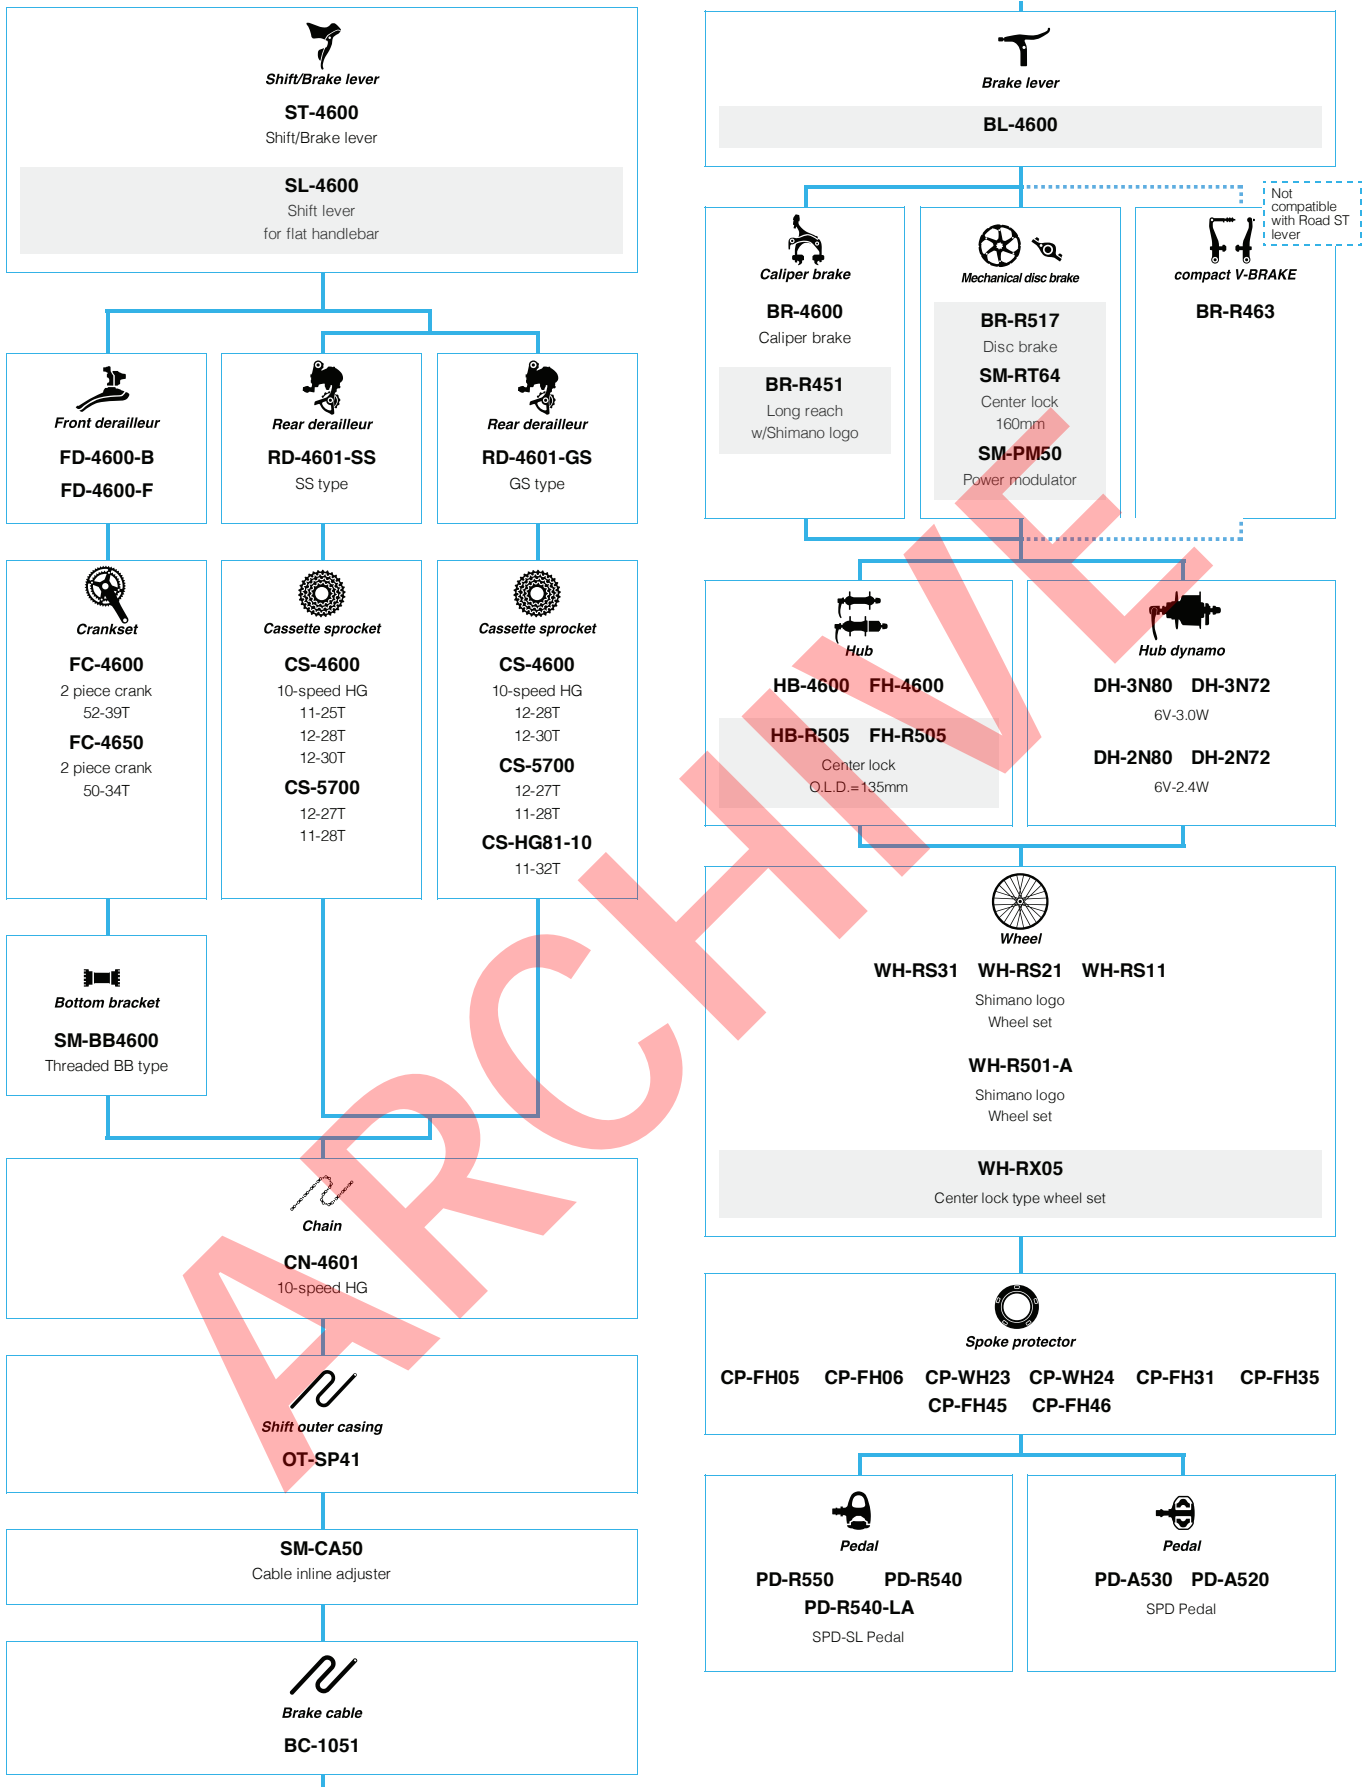 Shift/Brake lever
ST-4600
Shift/Brake lever
SL-4600
Shift lever
for flat handlebar
Front derailleur
FD-4600-B
FD-4600-F
Rear derailleur
RD-4601-SS
SS type
Rear derailleur
RD-4601-GS
GS type
Crankset
FC-4600
2 piece crank
52-39T
FC-4650
2 piece crank
50-34T
Cassette sprocket
CS-4600
10-speed HG
11-25T
12-28T
12-30T
CS-5700
12-27T
11-28T
Cassette sprocket
CS-4600
10-speed HG
12-28T
12-30T
CS-5700
12-27T
11-28T
CS-HG81-10
11-32T
Bottom bracket
SM-BB4600
Threaded BB type
Chain
CN-4601
10-speed HG
Shift outer casing
OT-SP41
SM-CA50
Cable inline adjuster
Brake cable
BC-1051
Brake lever
BL-4600
Not
compatible
with Road ST
lever
Caliper brake
BR-4600
Caliper brake
BR-R451
Long reach
w/Shimano logo
Mechanical disc brake
BR-R517
Disc brake
SM-RT64
Center lock
160mm
SM-PM50
Power modulator
compact V-BRAKE
BR-R463
Hub
HB-4600 FH-4600
HB-R505 FH-R505
Center lock
O.L.D.=135mm
Hub dynamo
DH-3N80 DH-3N72
6V-3.0W
DH-2N80 DH-2N72
6V-2.4W
Wheel
WH-RS31 WH-RS21 WH-RS11
Shimano logo
Wheel set
WH-R501-A
Shimano logo
Wheel set
WH-RX05
Center lock type wheel set
Spoke protector
CP-FH05 CP-FH06 CP-WH23 CP-WH24 CP-FH31 CP-FH35
CP-FH45 CP-FH46
Pedal
PD-R550 PD-R540
PD-R540-LA
SPD-SL Pedal
Pedal
PD-A530 PD-A520
SPD Pedal
ARCHIVE